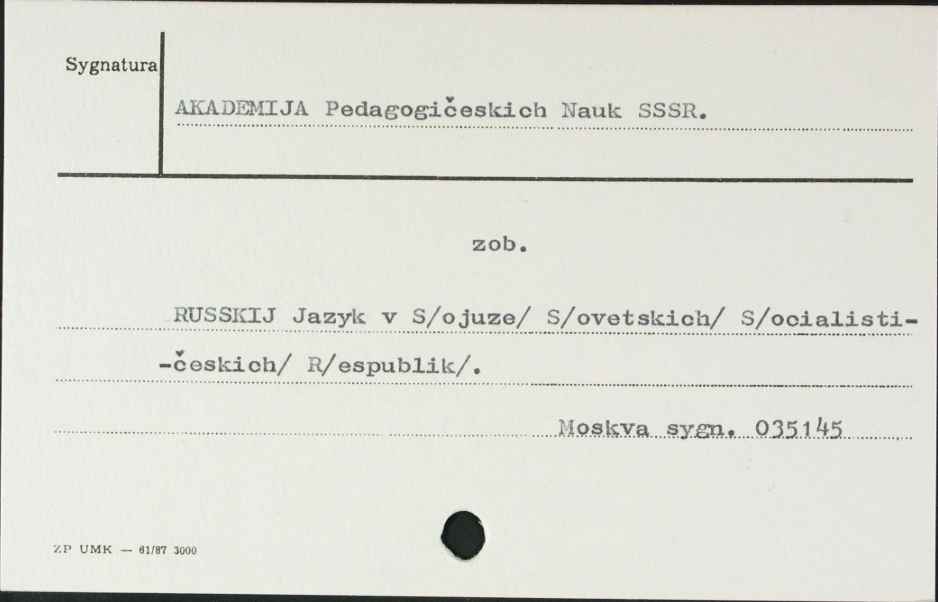 Sygnatura
AKADEMIJA Pedagogičeskich Nauk SSSR.
zob.
RUSSKIJ Jazyk v S/ojuze/ S/ovetskich/ S/ocialisti-
-českich/ R/espublik/.
Moskva sygn. 035145
ZP UMK — 61/87 3000